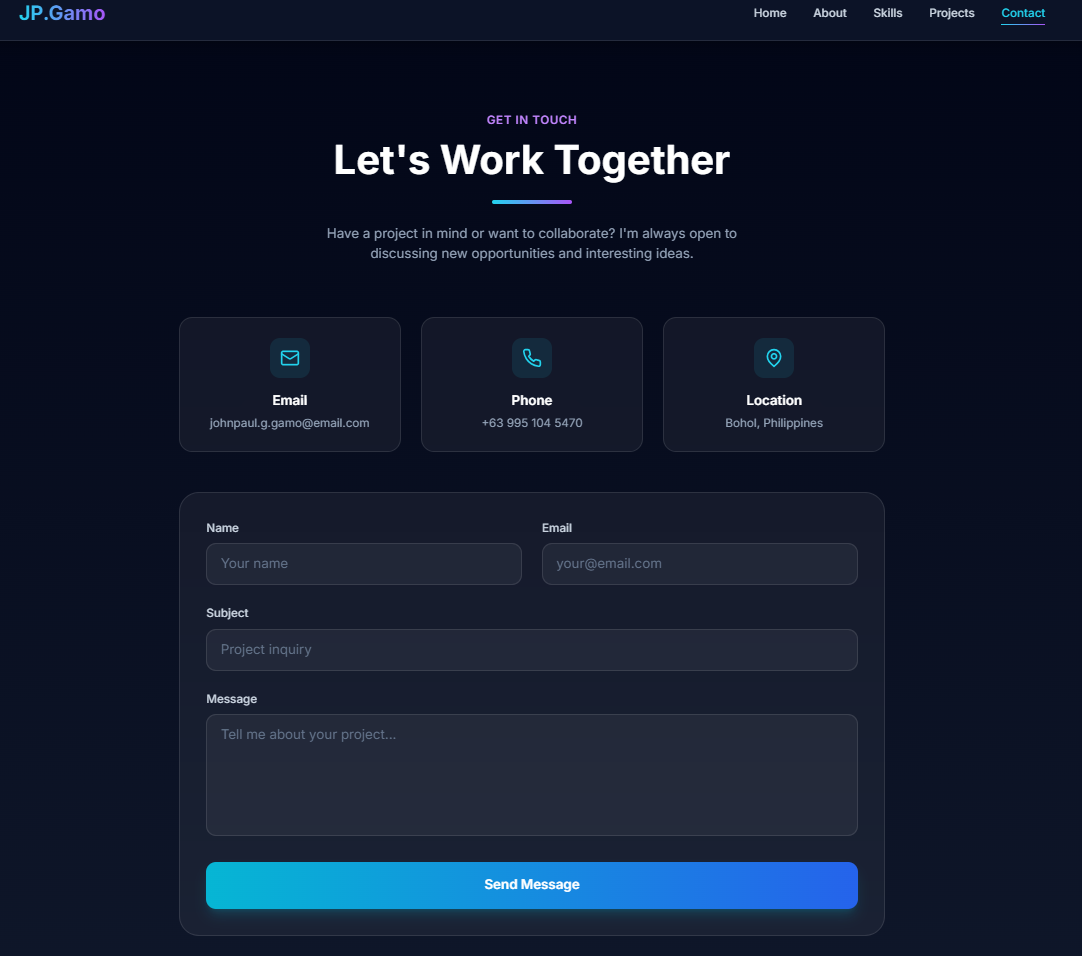 JP.Gamo
Home About Skills Projects Contact
GET IN TOUCH
Let's Work Together
Have a project in mind or want to collaborate? I'm always open to
discussing new opportunities and interesting ideas.
Email
johnpaul.g.gamo@email.com
Phone
+63 995 104 5470
Location
Bohol, Philippines
Name
Your name
Email
your@email.com
Subject
Project inquiry
Message
Tell me about your project...
Send Message